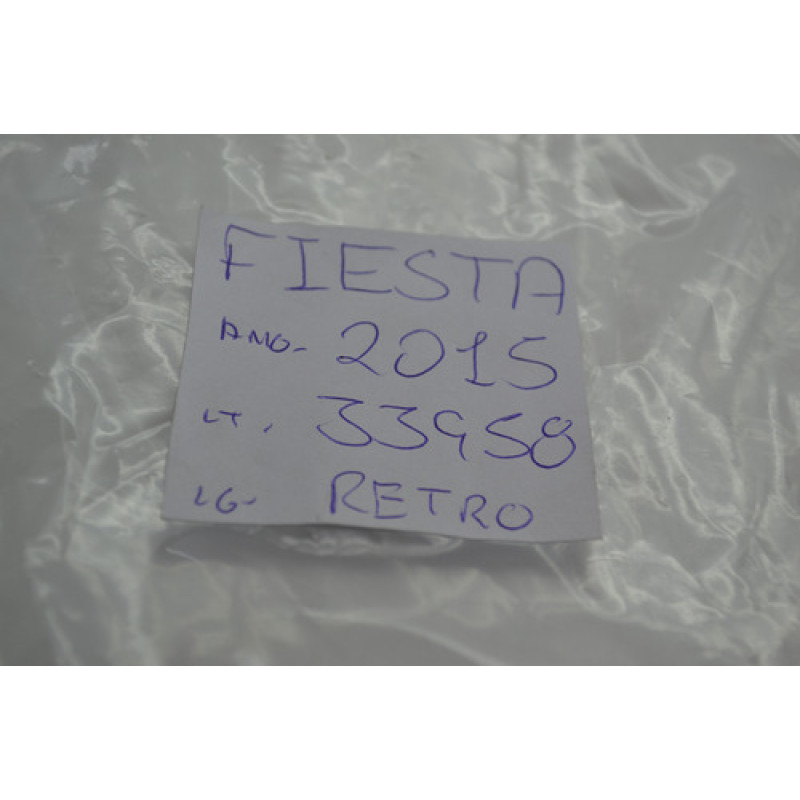 FIESTA
ANO- 2015
LT. 33958
LG- RETRO